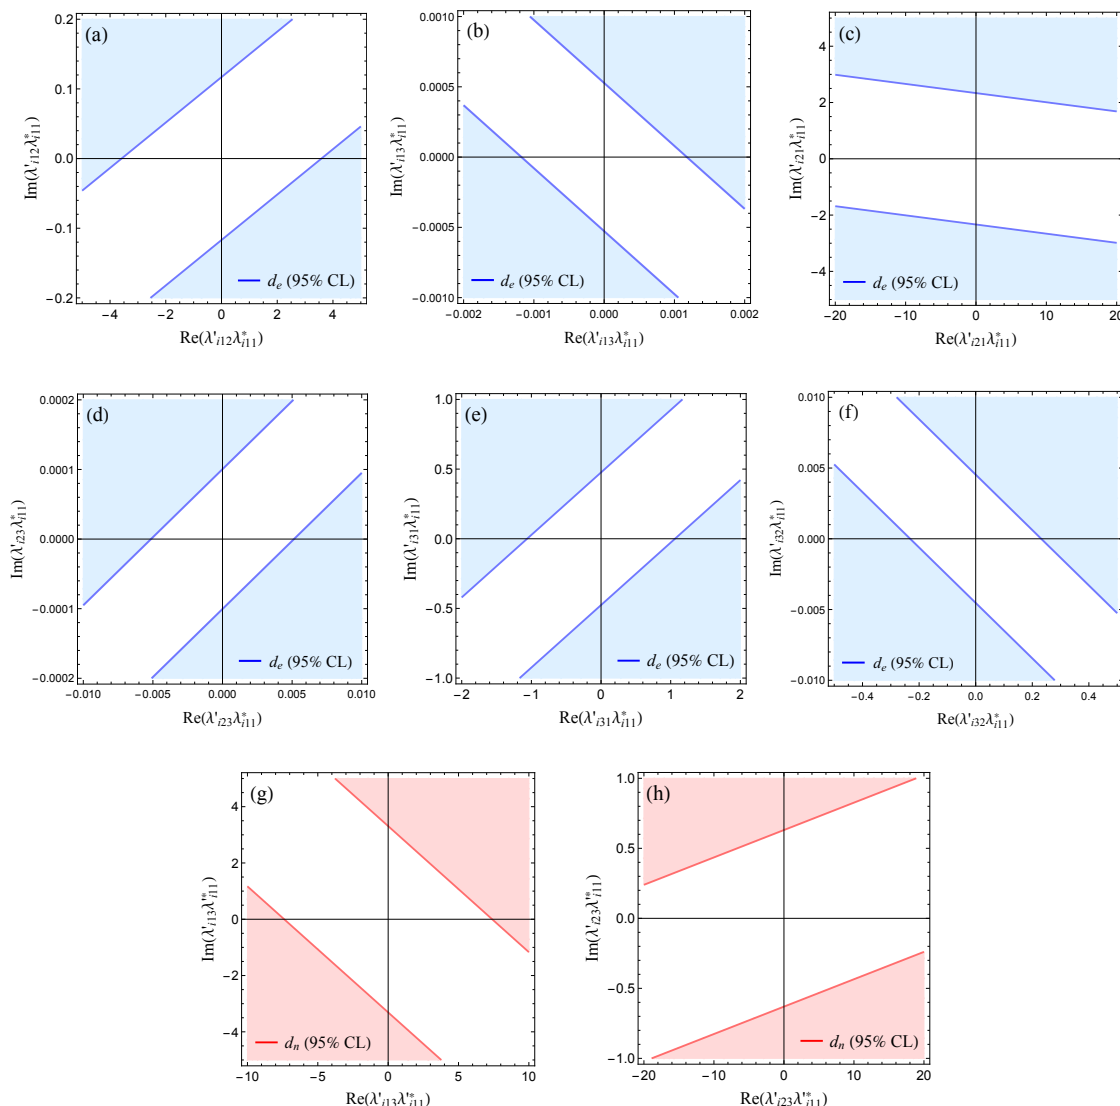 (a)
0.2
0.1
0.0
-0.1
-0.2
Im(λ'i12λ*i11)
-4 -2 0 2 4
Re(λ'i12λ*i11)
de (95% CL)
(b)
0.0010
0.0005
0.0000
-0.0005
-0.0010
Im(λ'i13λ*i11)
-0.002 -0.001 0.000 0.001 0.002
Re(λ'i13λ*i11)
de (95% CL)
(c)
4
2
0
-2
-4
Im(λ'i21λ*i11)
-20 -10 0 10 20
Re(λ'i21λ*i11)
de (95% CL)
(d)
0.0002
0.0001
0.0000
-0.0001
-0.0002
Im(λ'i23λ*i11)
-0.010 -0.005 0.000 0.005 0.010
Re(λ'i23λ*i11)
de (95% CL)
(e)
1.0
0.5
0.0
-0.5
-1.0
Im(λ'i31λ*i11)
-2 -1 0 1 2
Re(λ'i31λ*i11)
de (95% CL)
(f)
0.010
0.005
0.000
-0.005
-0.010
Im(λ'i32λ*i11)
-0.4 -0.2 0.0 0.2 0.4
Re(λ'i32λ*i11)
de (95% CL)
(g)
4
2
0
-2
-4
Im(λ'i13λ'*i11)
-10 -5 0 5 10
Re(λ'i13λ'*i11)
dn (95% CL)
(h)
1.0
0.5
0.0
-0.5
-1.0
Im(λ'i23λ'*i11)
-20 -10 0 10 20
Re(λ'i23λ'*i11)
dn (95% CL)